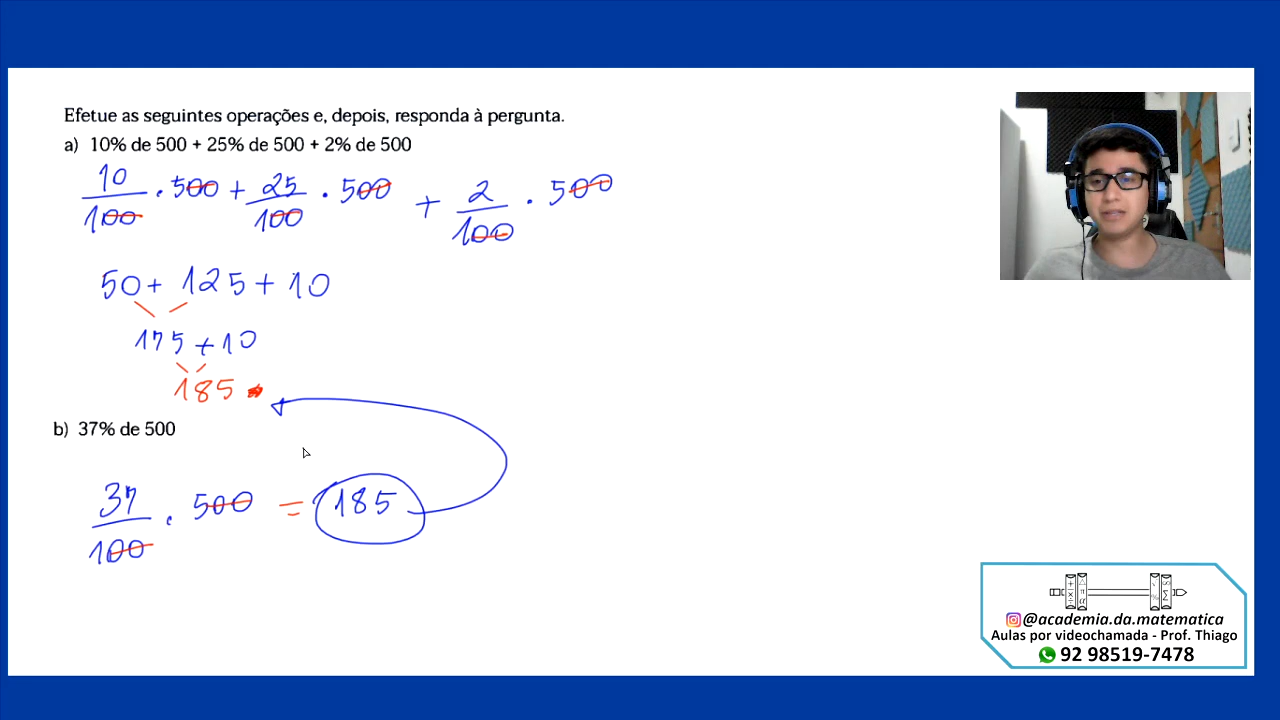 Efetue as seguintes operações e, depois, responda à pergunta.
a) 10% de 500 + 25% de 500 + 2% de 500
10/100 . 500 + 25/100 . 500 + 2/100 . 500
50 + 125 + 10
175 + 10
185
b) 37% de 500
37/100 . 500 = 185
@academia.da.matematica
Aulas por videochamada - Prof. Thiago
92 98519-7478